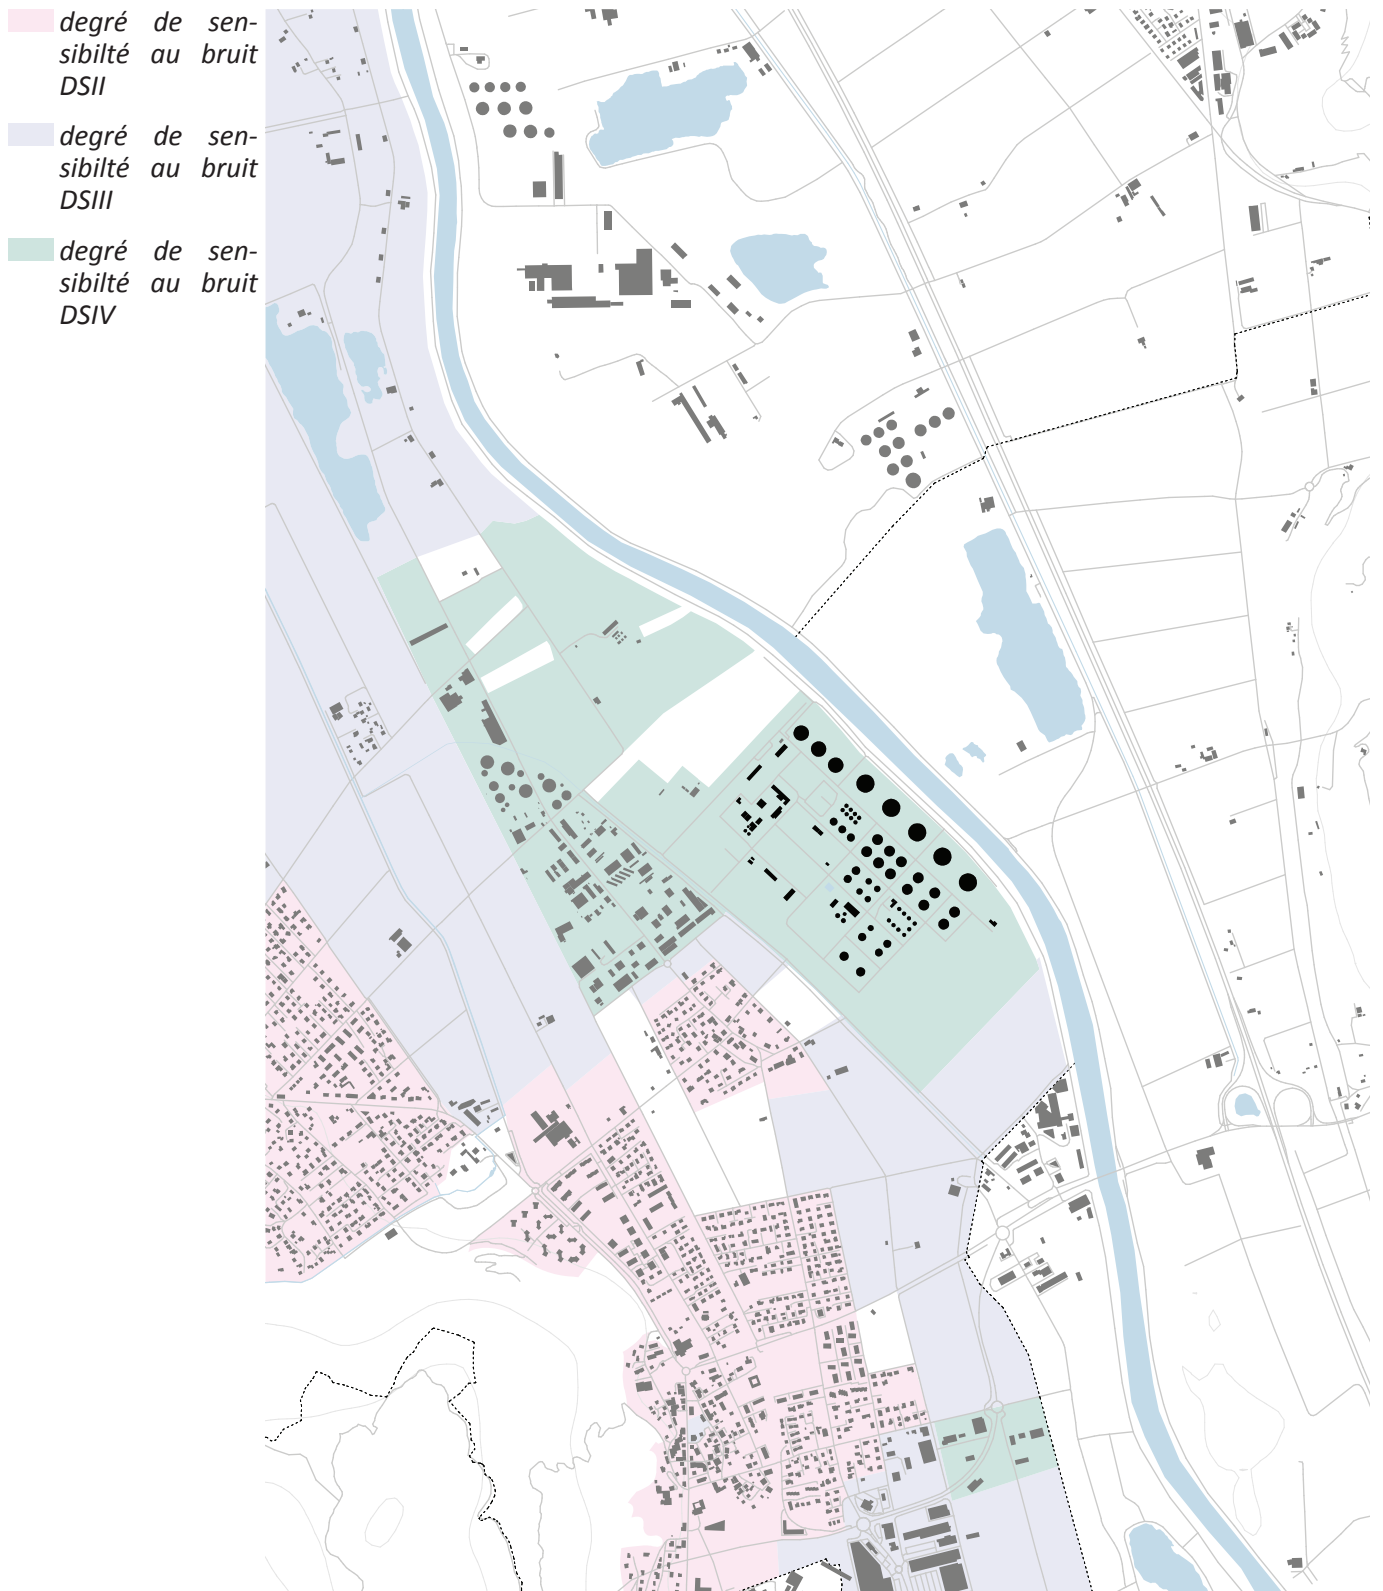 degré de sen-
sibilté au bruit
DSII
degré de sen-
sibilté au bruit
DSIII
degré de sen-
sibilté au bruit
DSIV